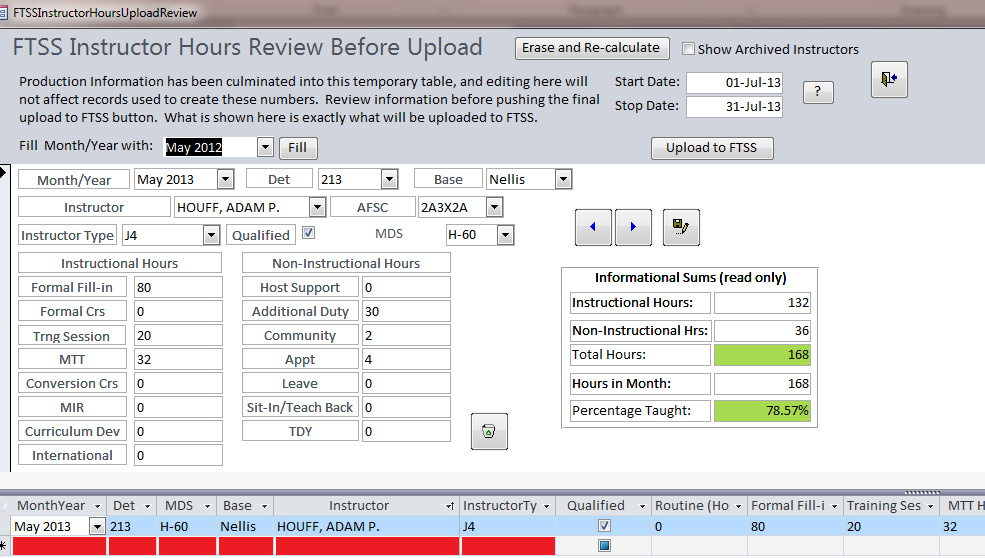 FTSSInstructorHoursUploadReview
FTSS Instructor Hours Review Before Upload
Erase and Re-calculate
Show Archived Instructors
Production Information has been culminated into this temporary table, and editing here will
not affect records used to create these numbers. Review information before pushing the final
upload to FTSS button. What is shown here is exactly what will be uploaded to FTSS.
Start Date: 01-Jul-13
Stop Date: 31-Jul-13
?
Fill Month/Year with: May 2012 Fill
Upload to FTSS
Month/Year May 2013 Det 213 Base Nellis
Instructor HOUFF, ADAM P. AFSC 2A3X2A
Instructor Type J4 Qualified MDS H-60
Instructional Hours
Formal Fill-in 80
Formal Crs 0
Trng Session 20
MTT 32
Conversion Crs 0
MIR 0
Curriculum Dev 0
International 0
Non-Instructional Hours
Host Support 0
Additional Duty 30
Community 2
Appt 4
Leave 0
Sit-In/Teach Back 0
TDY 0
Informational Sums (read only)
Instructional Hours: 132
Non-Instructional Hrs: 36
Total Hours: 168
Hours in Month: 168
Percentage Taught: 78.57%
MonthYear Det MDS Base Instructor InstructorTy Qualified Routine (Ho Formal Fill-i Training Ses MTT H
May 2013 213 H-60 Nellis HOUFF, ADAM P. J4 0 80 20 32